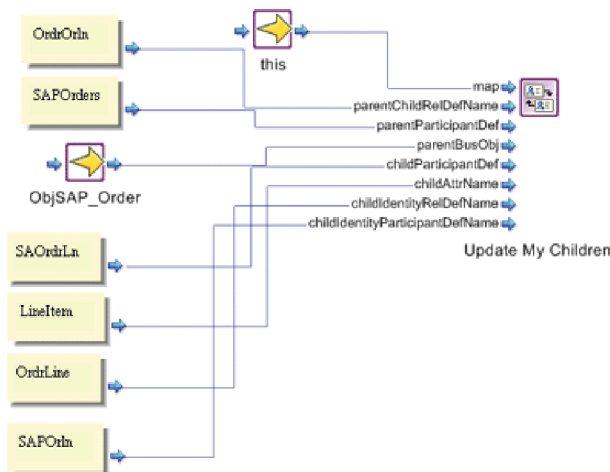 OrdrOrln
this
SAPOrders
map
parentChildRelDefName
parentParticipantDef
parentBusObj
childParticipantDef
childAttrName
childIdentityRelDefName
childIdentityParticipantDefName
Update My Children
ObjSAP_Order
SAOrdrLn
LineItem
OrdrLine
SAPOrln